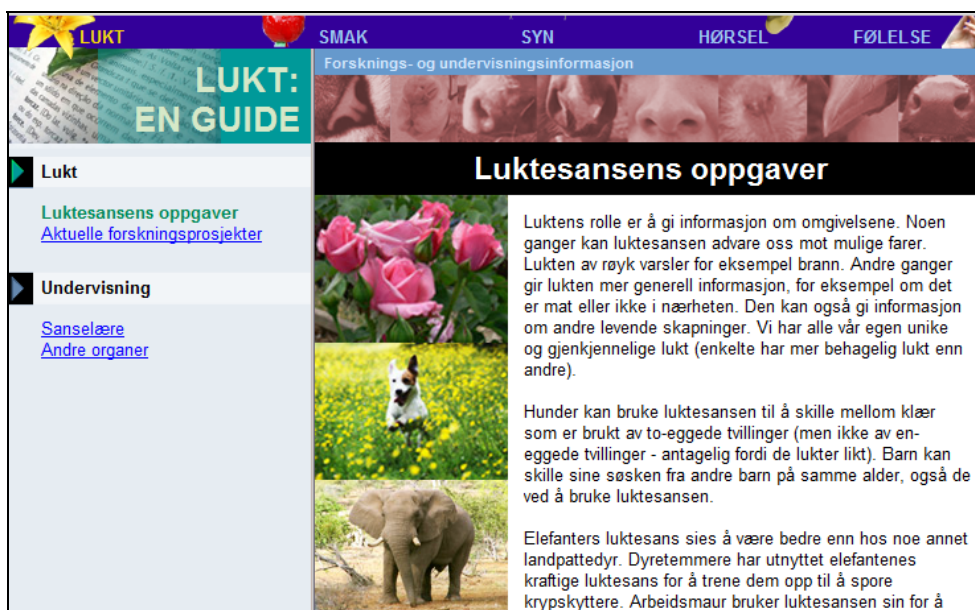 LUKT
SMAK
SYN
HØRSEL
FØLELSE
LUKT:
EN GUIDE
Forsknings- og undervisningsinformasjon
Lukt
Luktesansens oppgaver
Aktuelle forskningsprosjekter
Undervisning
Sanselære
Andre organer
Luktesansens oppgaver
Luktens rolle er å gi informasjon om omgivelsene. Noen
ganger kan luktesansen advare oss mot mulige farer.
Lukten av røyk varsler for eksempel brann. Andre ganger
gir lukten mer generell informasjon, for eksempel om det
er mat eller ikke i nærheten. Den kan også gi informasjon
om andre levende skapninger. Vi har alle vår egen unike
og gjenkjennelige lukt (enkelte har mer behagelig lukt enn
andre).
Hunder kan bruke luktesansen til å skille mellom klær
som er brukt av to-eggede tvillinger (men ikke av en-
eggede tvillinger - antagelig fordi de lukter likt). Barn kan
skille sine søsken fra andre barn på samme alder, også de
ved å bruke luktesansen.
Elefanters luktesans sies å være bedre enn hos noe annet
landpattedyr. Dyretemmere har utnyttet elefantenes
kraftige luktesans for å trene dem opp til å spore
krypskyttere. Arbeidsmaur bruker luktesansen sin for å